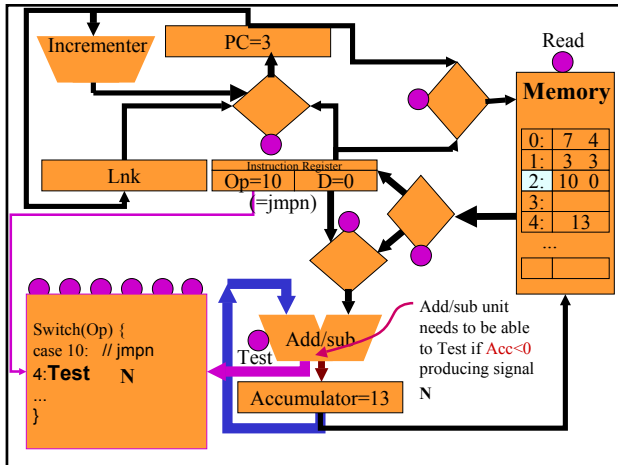 Incrementer
PC=3
Read
Memory
0: 7 4
1: 3 3
2: 10 0
3:
4: 13
...
Lnk
Instruction Register
Op=10 D=0
(=jmpn)
Add/sub
Test
Add/sub unit
needs to be able
to Test if Acc<0
producing signal
N
Switch(Op) {
case 10: // jmpn
4:Test N
...
}
Accumulator=13